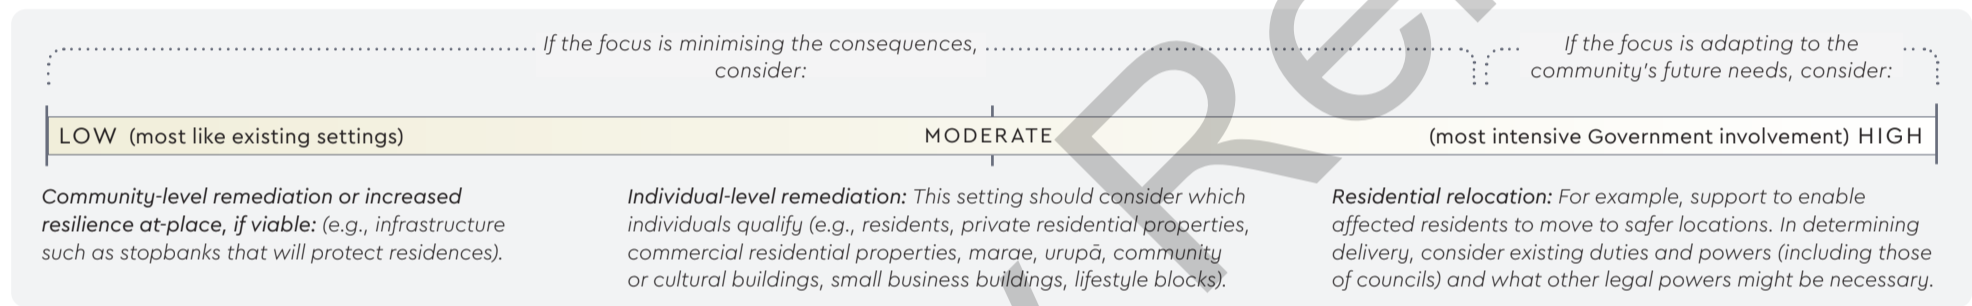 If the focus is minimising the consequences,
consider:
If the focus is adapting to the
community's future needs, consider:
LOW (most like existing settings)
MODERATE
(most intensive Government involvement) HIGH
Community-level remediation or increased
resilience at-place, if viable: (e.g., infrastructure
such as stopbanks that will protect residences).
Individual-level remediation: This setting should consider which
individuals qualify (e.g., residents, private residential properties,
commercial residential properties, marae, urupā, community
or cultural buildings, small business buildings, lifestyle blocks).
Residential relocation: For example, support to enable
affected residents to move to safer locations. In determining
delivery, consider existing duties and powers (including those
of councils) and what other legal powers might be necessary.